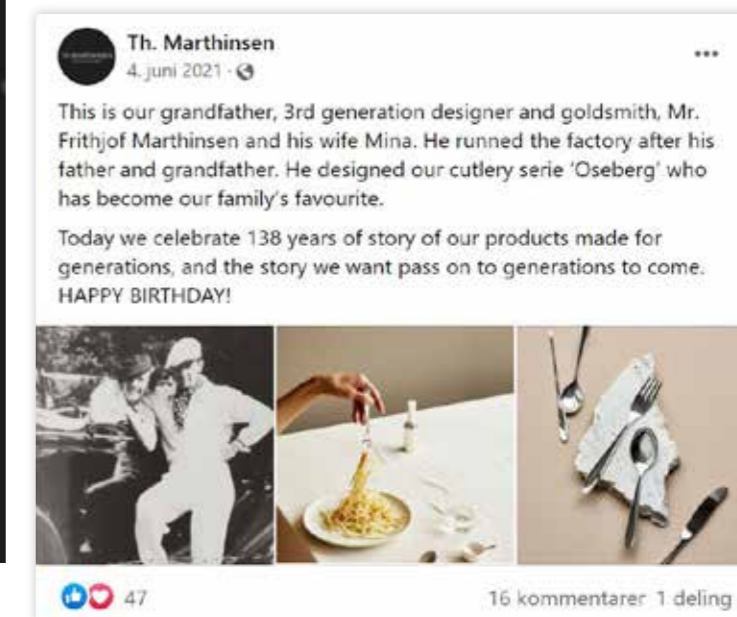 Th. Marthinsen
4. juni 2021 ·
This is our grandfather, 3rd generation designer and goldsmith, Mr.
Frithjof Marthinsen and his wife Mina. He runned the factory after his
father and grandfather. He designed our cutlery serie 'Oseberg' who
has become our family's favourite.
Today we celebrate 138 years of story of our products made for
generations, and the story we want pass on to generations to come.
HAPPY BIRTHDAY!
47
16 kommentarer 1 deling